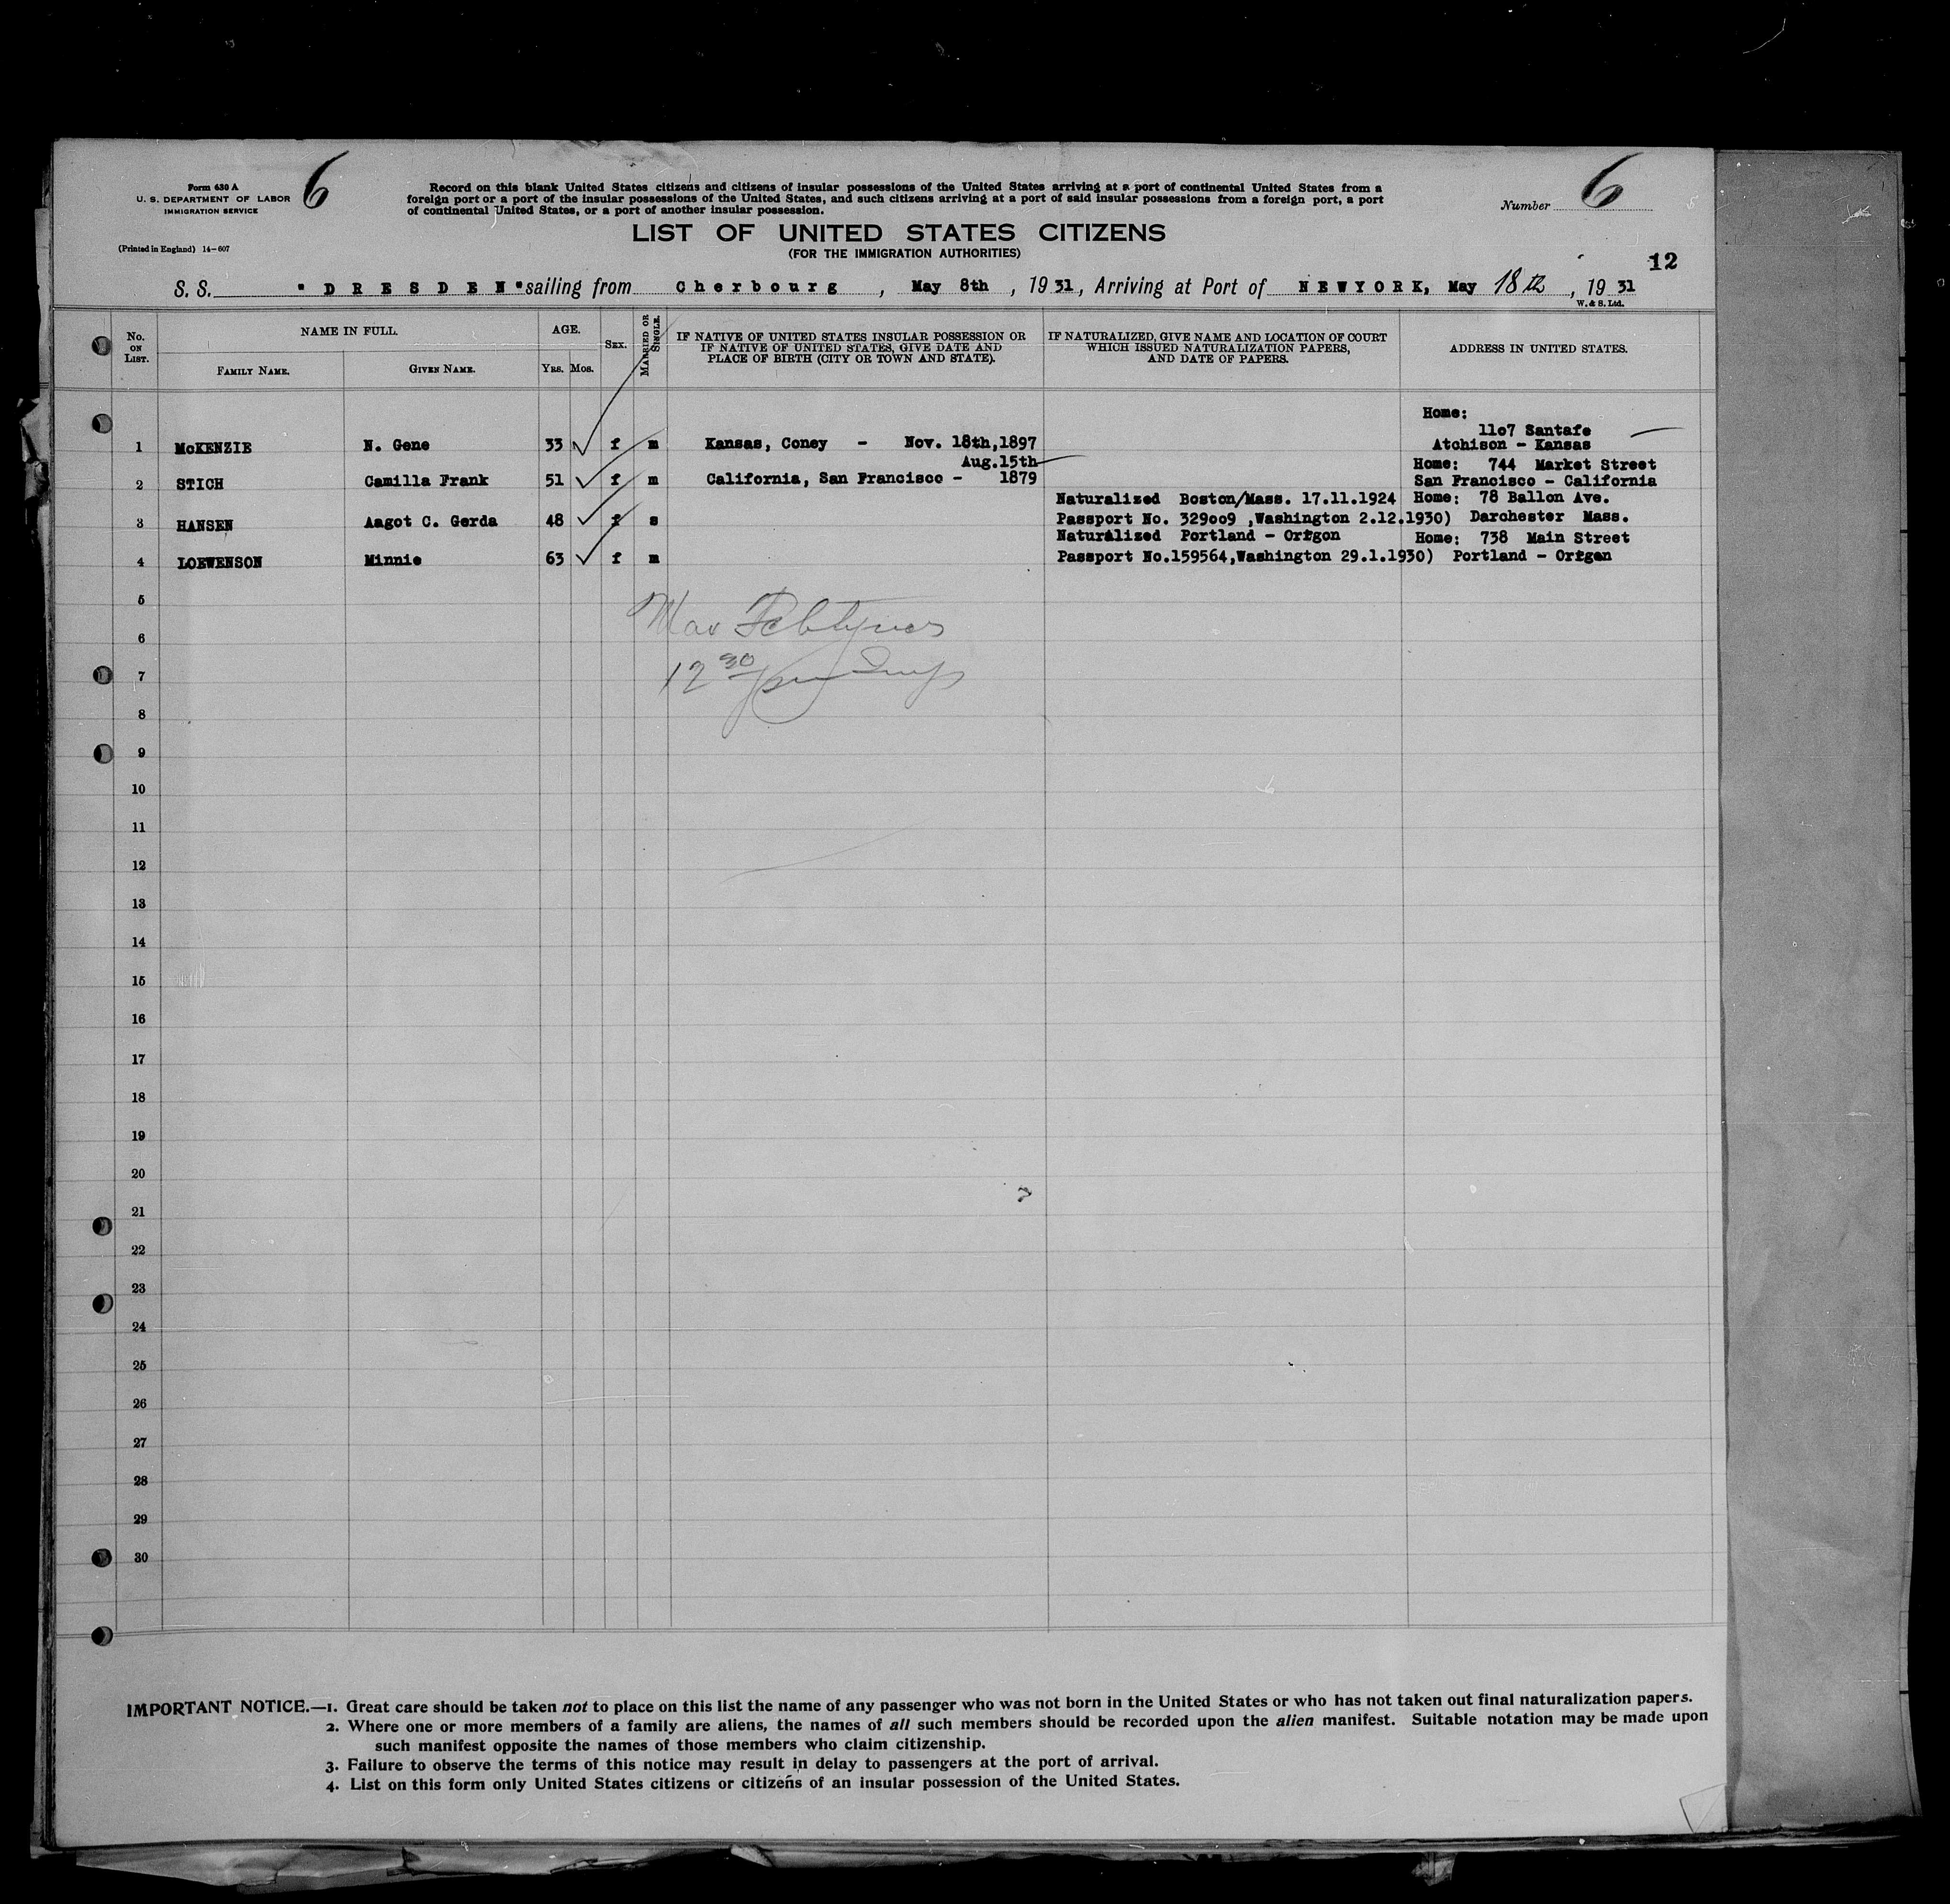 Form 630 A
U. S. DEPARTMENT OF LABOR
IMMIGRATION SERVICE
(Printed in England) 14-607
6
Record on this blank United States citizens and citizens of insular possessions of the United States arriving at a port of continental United States from a
foreign port or a port of the insular possessions of the United States, and such citizens arriving at a port of said insular possessions from a foreign port, a port
of continental United States, or a port of another insular possession.
Number 6
LIST OF UNITED STATES CITIZENS
(FOR THE IMMIGRATION AUTHORITIES)
12
S. S. "DRESDEN" sailing from Cherbourg, May 8th, 1931, Arriving at Port of NEWYORK, May 18th, 1931
W. & S. Ltd.
No. ON LIST. NAME IN FULL. AGE. SEX. MARRIED OR SINGLE. IF NATIVE OF UNITED STATES INSULAR POSSESSION OR IF NATIVE OF UNITED STATES, GIVE DATE AND PLACE OF BIRTH (CITY OR TOWN AND STATE). IF NATURALIZED, GIVE NAME AND LOCATION OF COURT WHICH ISSUED NATURALIZATION PAPERS, AND DATE OF PAPERS. ADDRESS IN UNITED STATES.
FAMILY NAME. GIVEN NAME. YRS. MOS.
Home:
1lo7 Santafe
1 McKENZIE N. Gene 33 f m Kansas, Coney - Nov. 18th,1897 Atchison - Kansas
Aug.15th Home: 744 Market Street
2 STICH Camilla Frank 51 f m California, San Francisco - 1879 San Francisco - California
Naturalized Boston/Mass. 17.11.1924 Home: 78 Ballon Ave.
3 HANSEN Aagot C. Gerda 48 f s Passport No. 329oo9 ,Washington 2.12.1930) Darchester Mass.
Naturalized Portland - Origon Home: 738 Main Street
4 LOEWENSON Minnie 63 f m Passport No.159564,Washington 29.1.1930) Portland - Origon
5
6
12 30
7
8
9
10
11
12
13
14
15
16
17
18
19
20
21
22
23
24
25
26
27
28
29
30
IMPORTANT NOTICE.—1. Great care should be taken not to place on this list the name of any passenger who was not born in the United States or who has not taken out final naturalization papers.
2. Where one or more members of a family are aliens, the names of all such members should be recorded upon the alien manifest. Suitable notation may be made upon
such manifest opposite the names of those members who claim citizenship.
3. Failure to observe the terms of this notice may result in delay to passengers at the port of arrival.
4. List on this form only United States citizens or citizens of an insular possession of the United States.